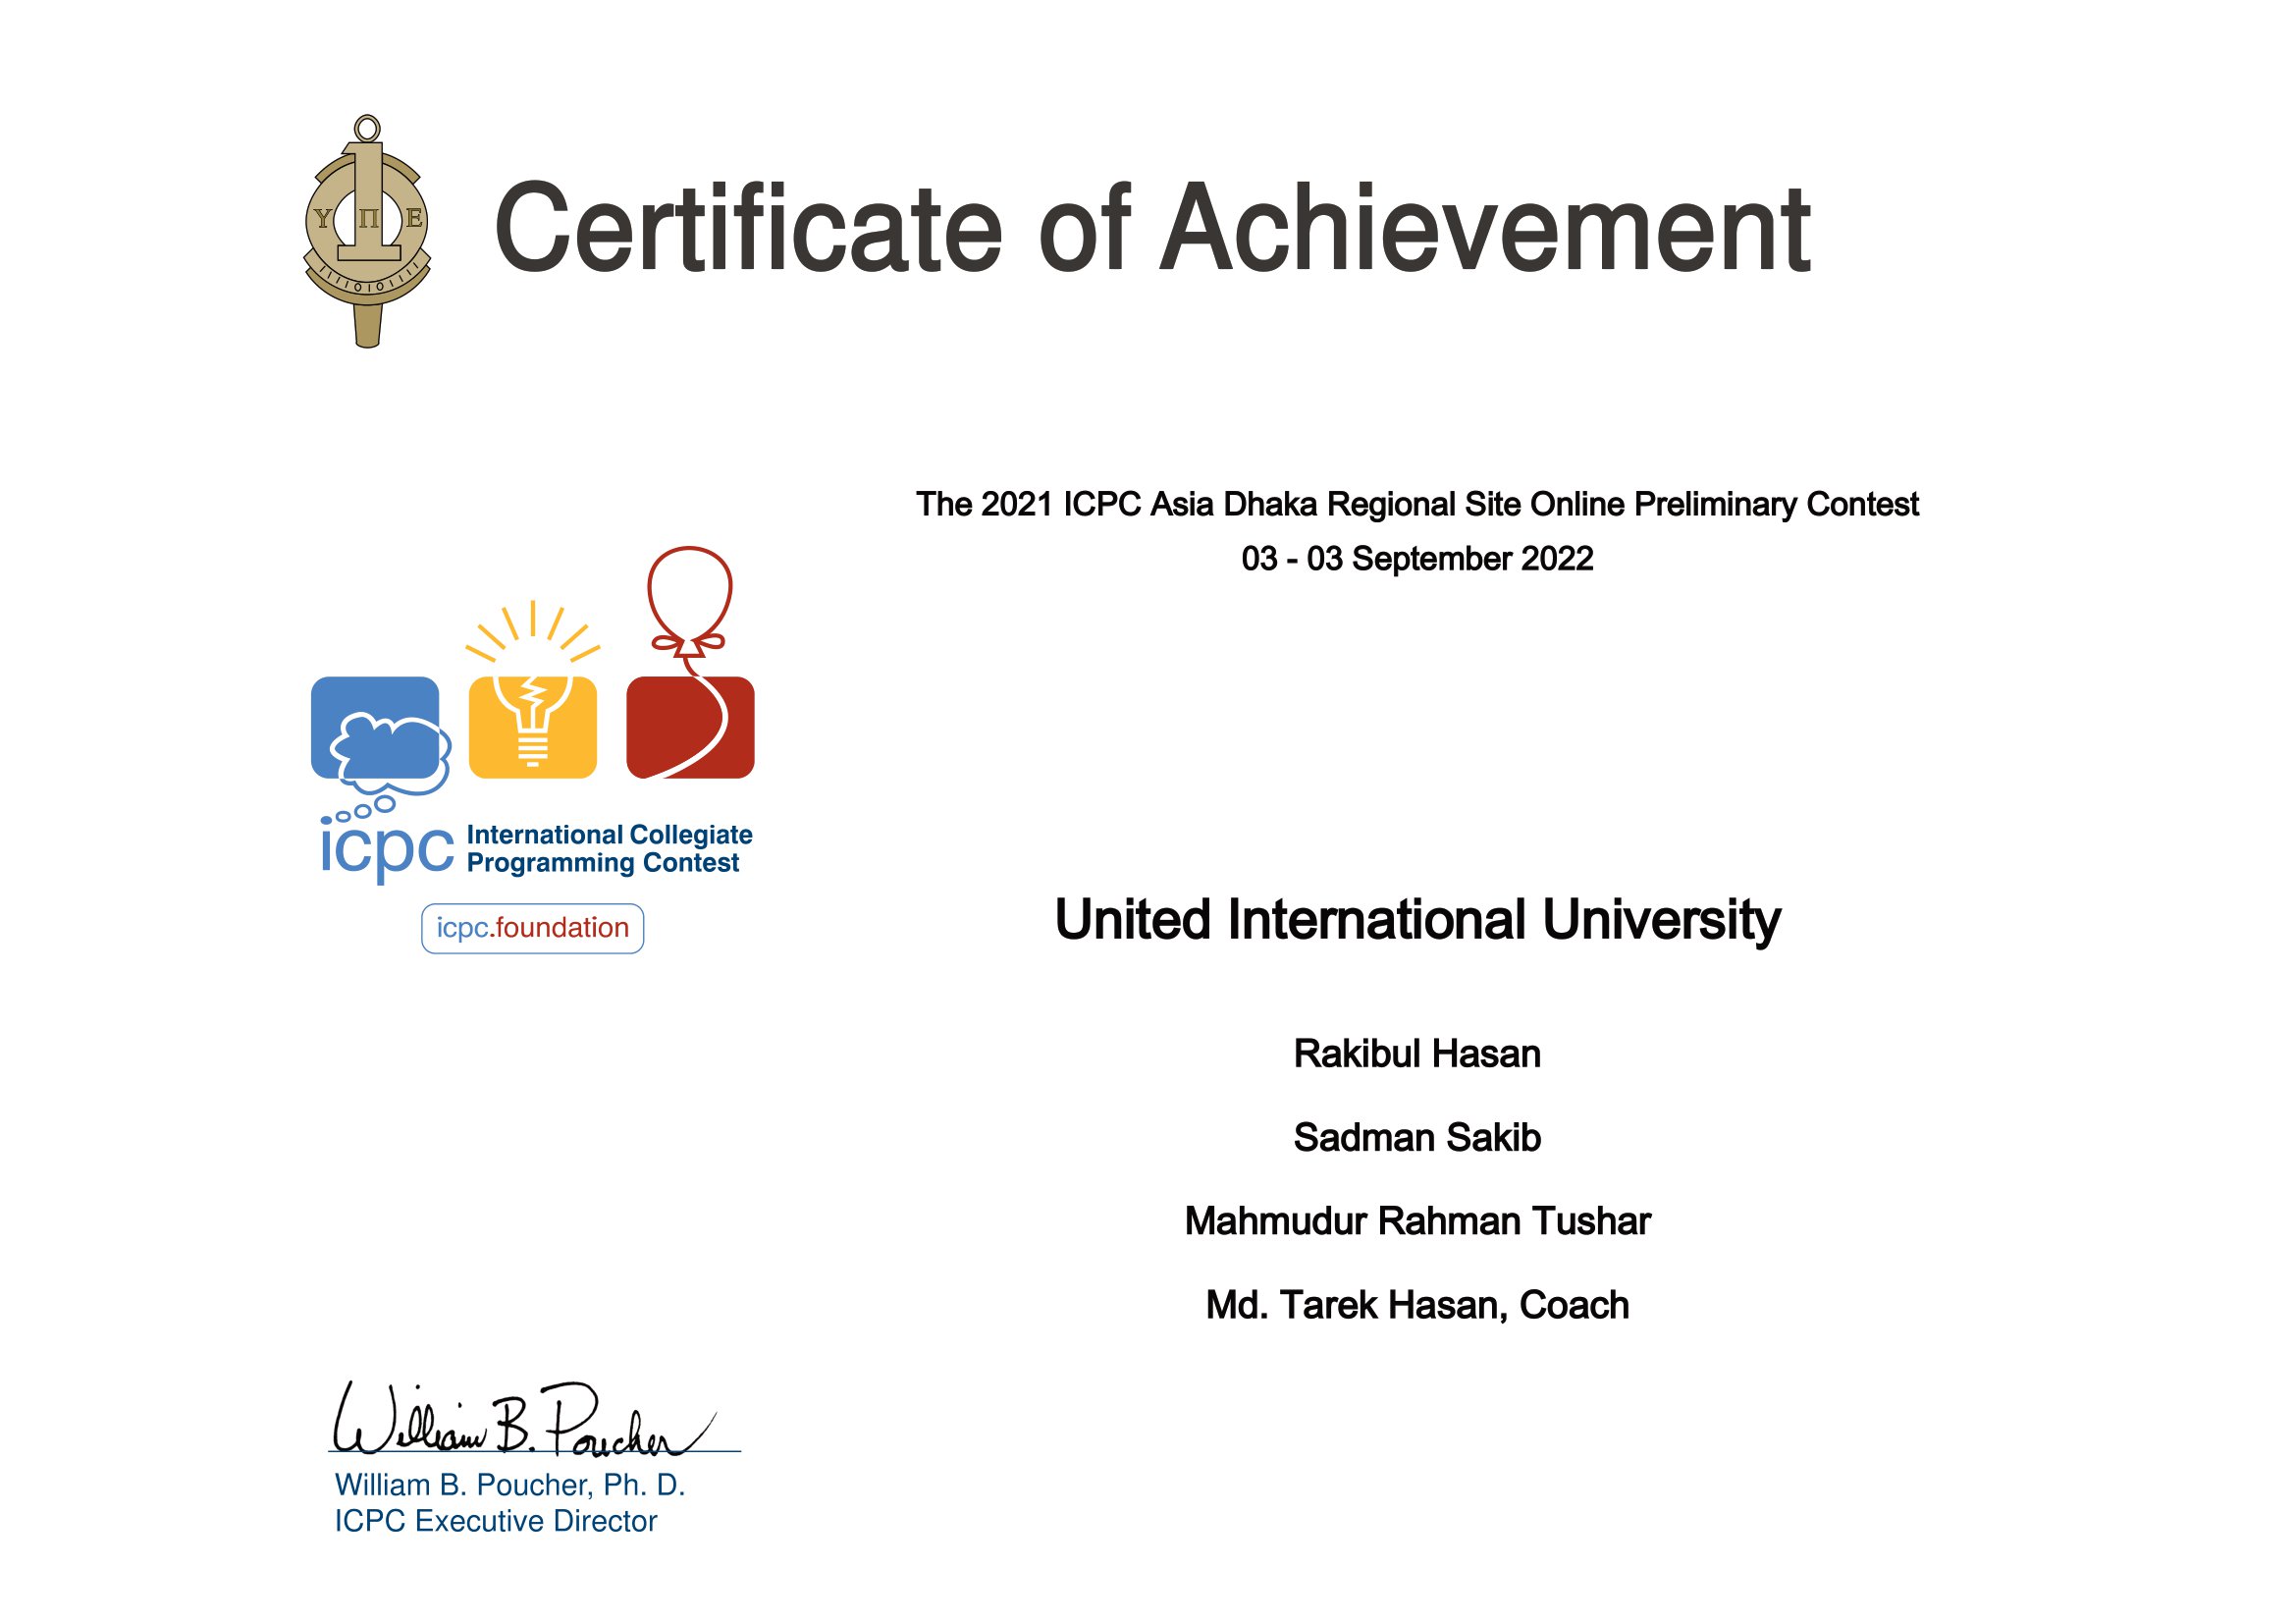 Certificate of Achievement
Υ Π Ε
The 2021 ICPC Asia Dhaka Regional Site Online Preliminary Contest
03 - 03 September 2022
icpc International Collegiate
Programming Contest
icpc.foundation
United International University
Rakibul Hasan
Sadman Sakib
Mahmudur Rahman Tushar
Md. Tarek Hasan, Coach
William B. Poucher
William B. Poucher, Ph. D.
ICPC Executive Director